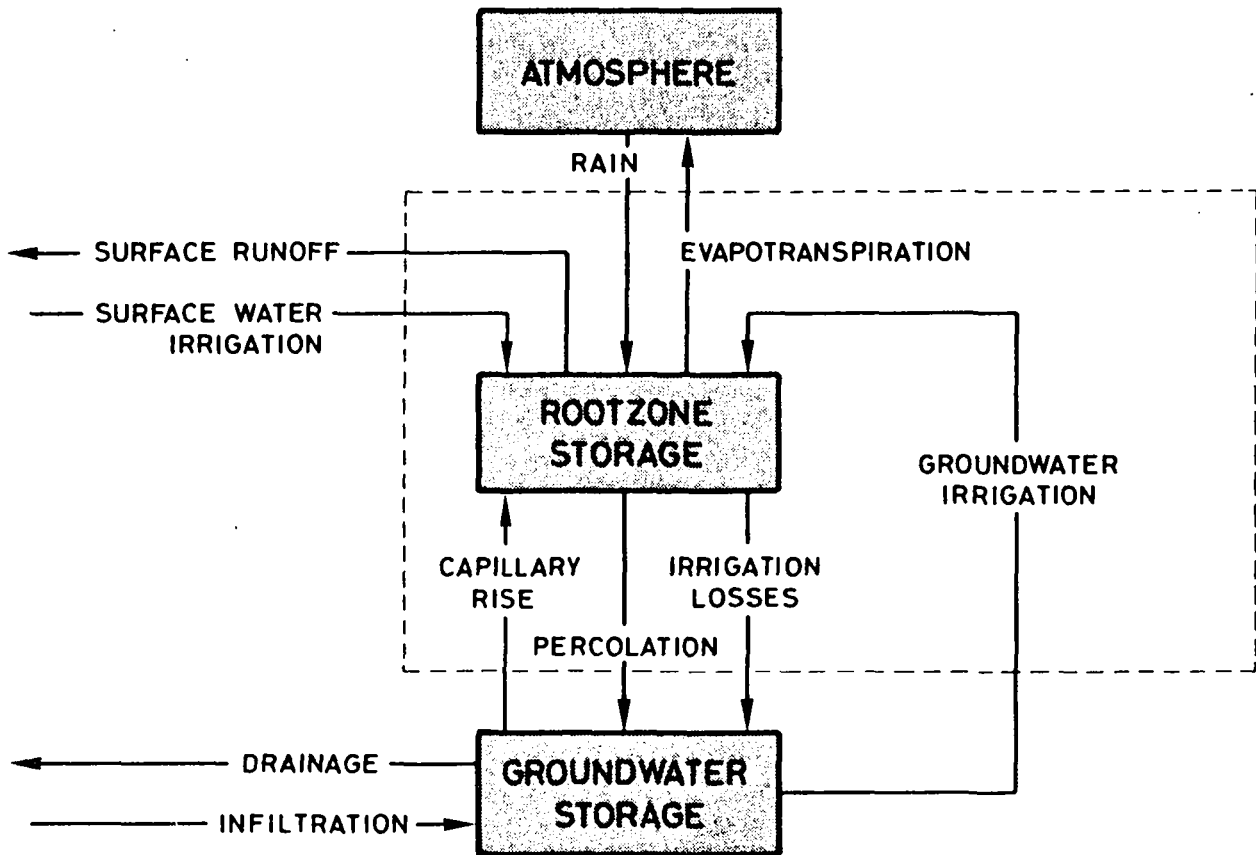 ATMOSPHERE
RAIN
SURFACE RUNOFF
EVAPOTRANSPIRATION
SURFACE WATER
IRRIGATION
ROOTZONE
STORAGE
GROUNDWATER
IRRIGATION
CAPILLARY
RISE
IRRIGATION
LOSSES
PERCOLATION
DRAINAGE
GROUNDWATER
STORAGE
INFILTRATION